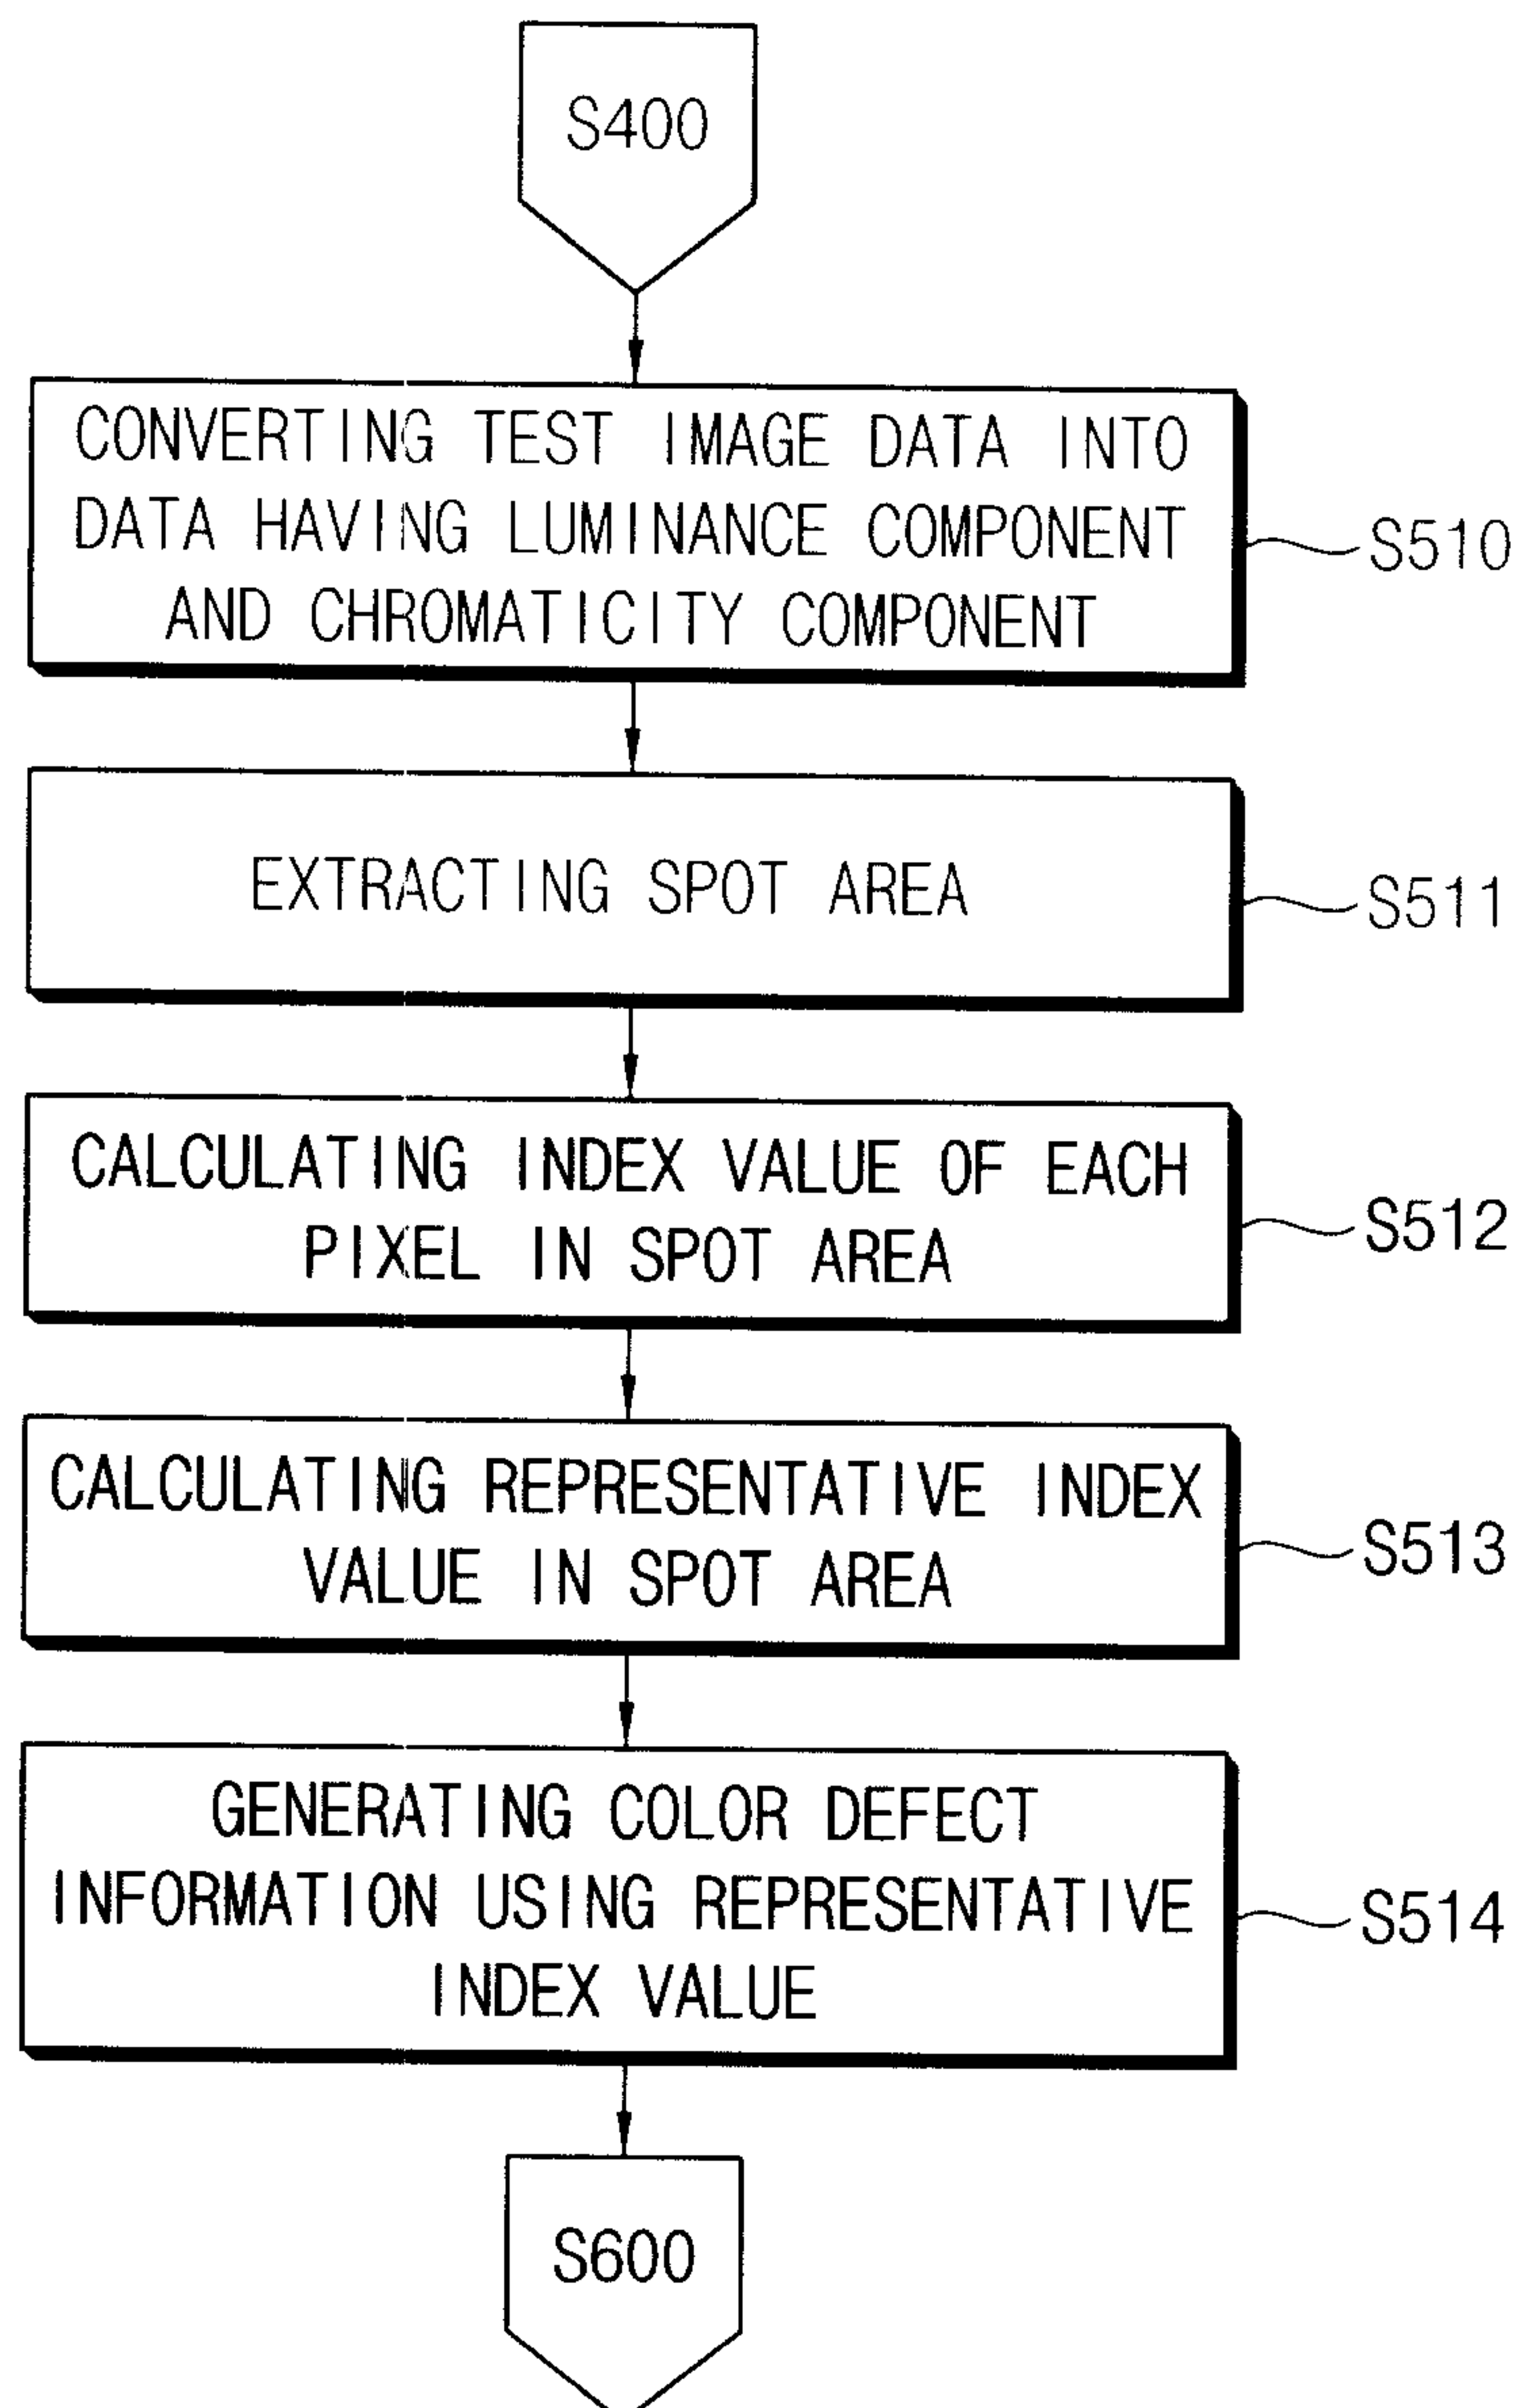 S400
CONVERTING TEST IMAGE DATA INTO
DATA HAVING LUMINANCE COMPONENT
AND CHROMATICITY COMPONENT
S510
EXTRACTING SPOT AREA
S511
CALCULATING INDEX VALUE OF EACH
PIXEL IN SPOT AREA
S512
CALCULATING REPRESENTATIVE INDEX
VALUE IN SPOT AREA
S513
GENERATING COLOR DEFECT
INFORMATION USING REPRESENTATIVE
INDEX VALUE
S514
S600